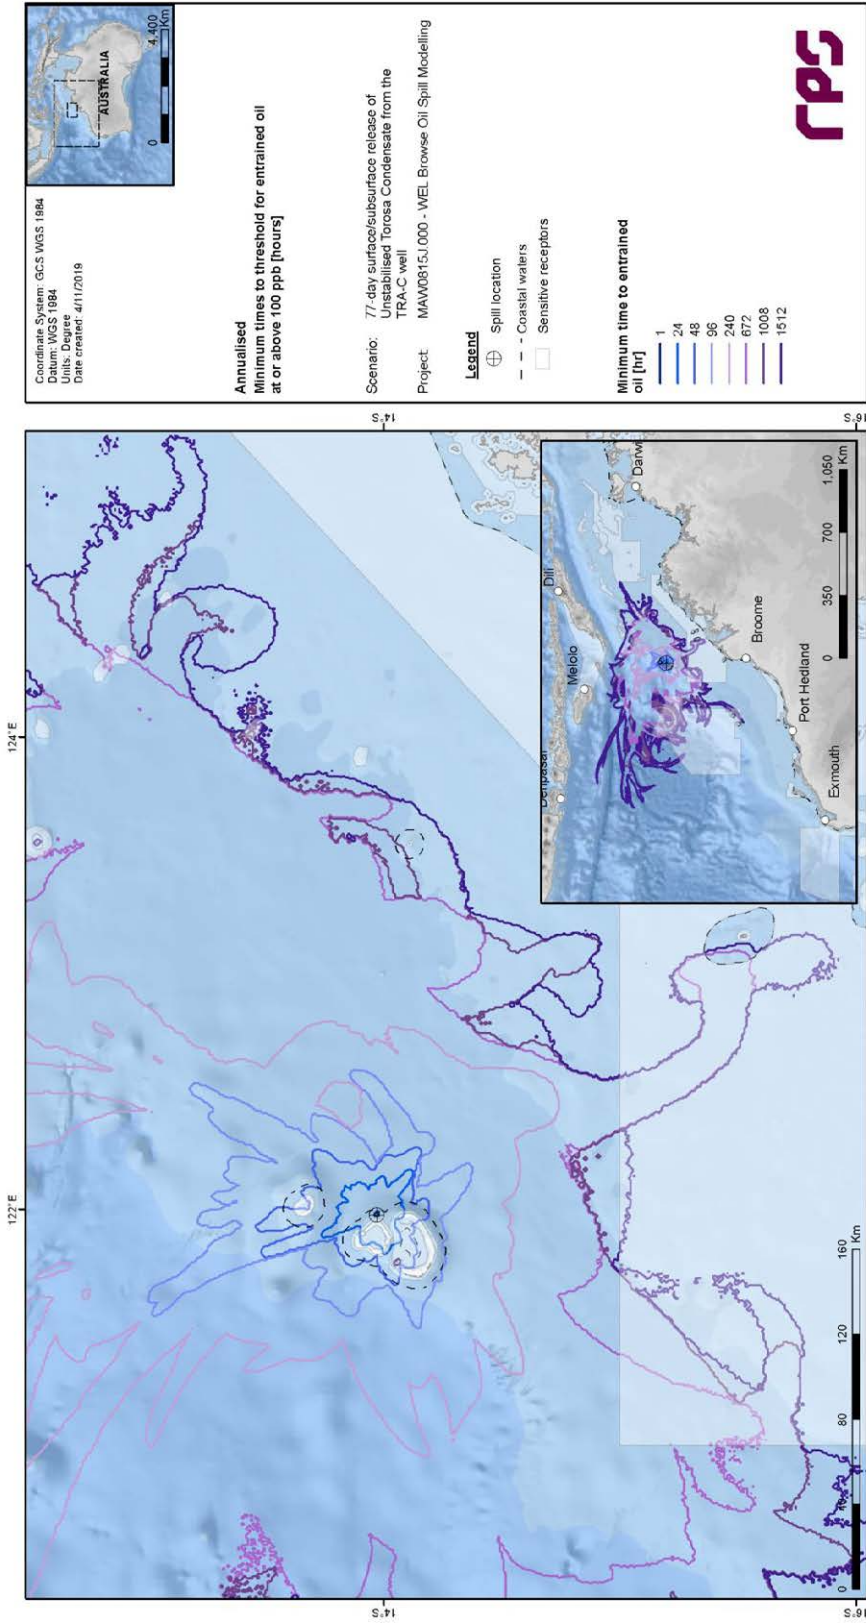 Coordinate System: GCS WGS 1984
Datum: WGS 1984
Units: Degree
Date created: 4/11/2019
AUSTRALIA
0
4,400
Km
Annualised
Minimum times to threshold for entrained oil
at or above 100 ppb [hours]
Scenario: 77-day surface/subsurface release of
Unstabilised Torosa Condensate from the
TRA-C well
Project: MAW0815J.000 - WEL Browse Oil Spill Modelling
Legend
Spill location
Coastal waters
Sensitive receptors
Minimum time to entrained
oil [hr]
1
24
48
96
240
672
1008
1512
rps
122°E
124°E
14°S
14°S
16°S
16°S
0 40 80 120 160
Km
Denpasar
Melolo
Dili
Darwi
Broome
Port Hedland
Exmouth
0 350 700 1,050
Km